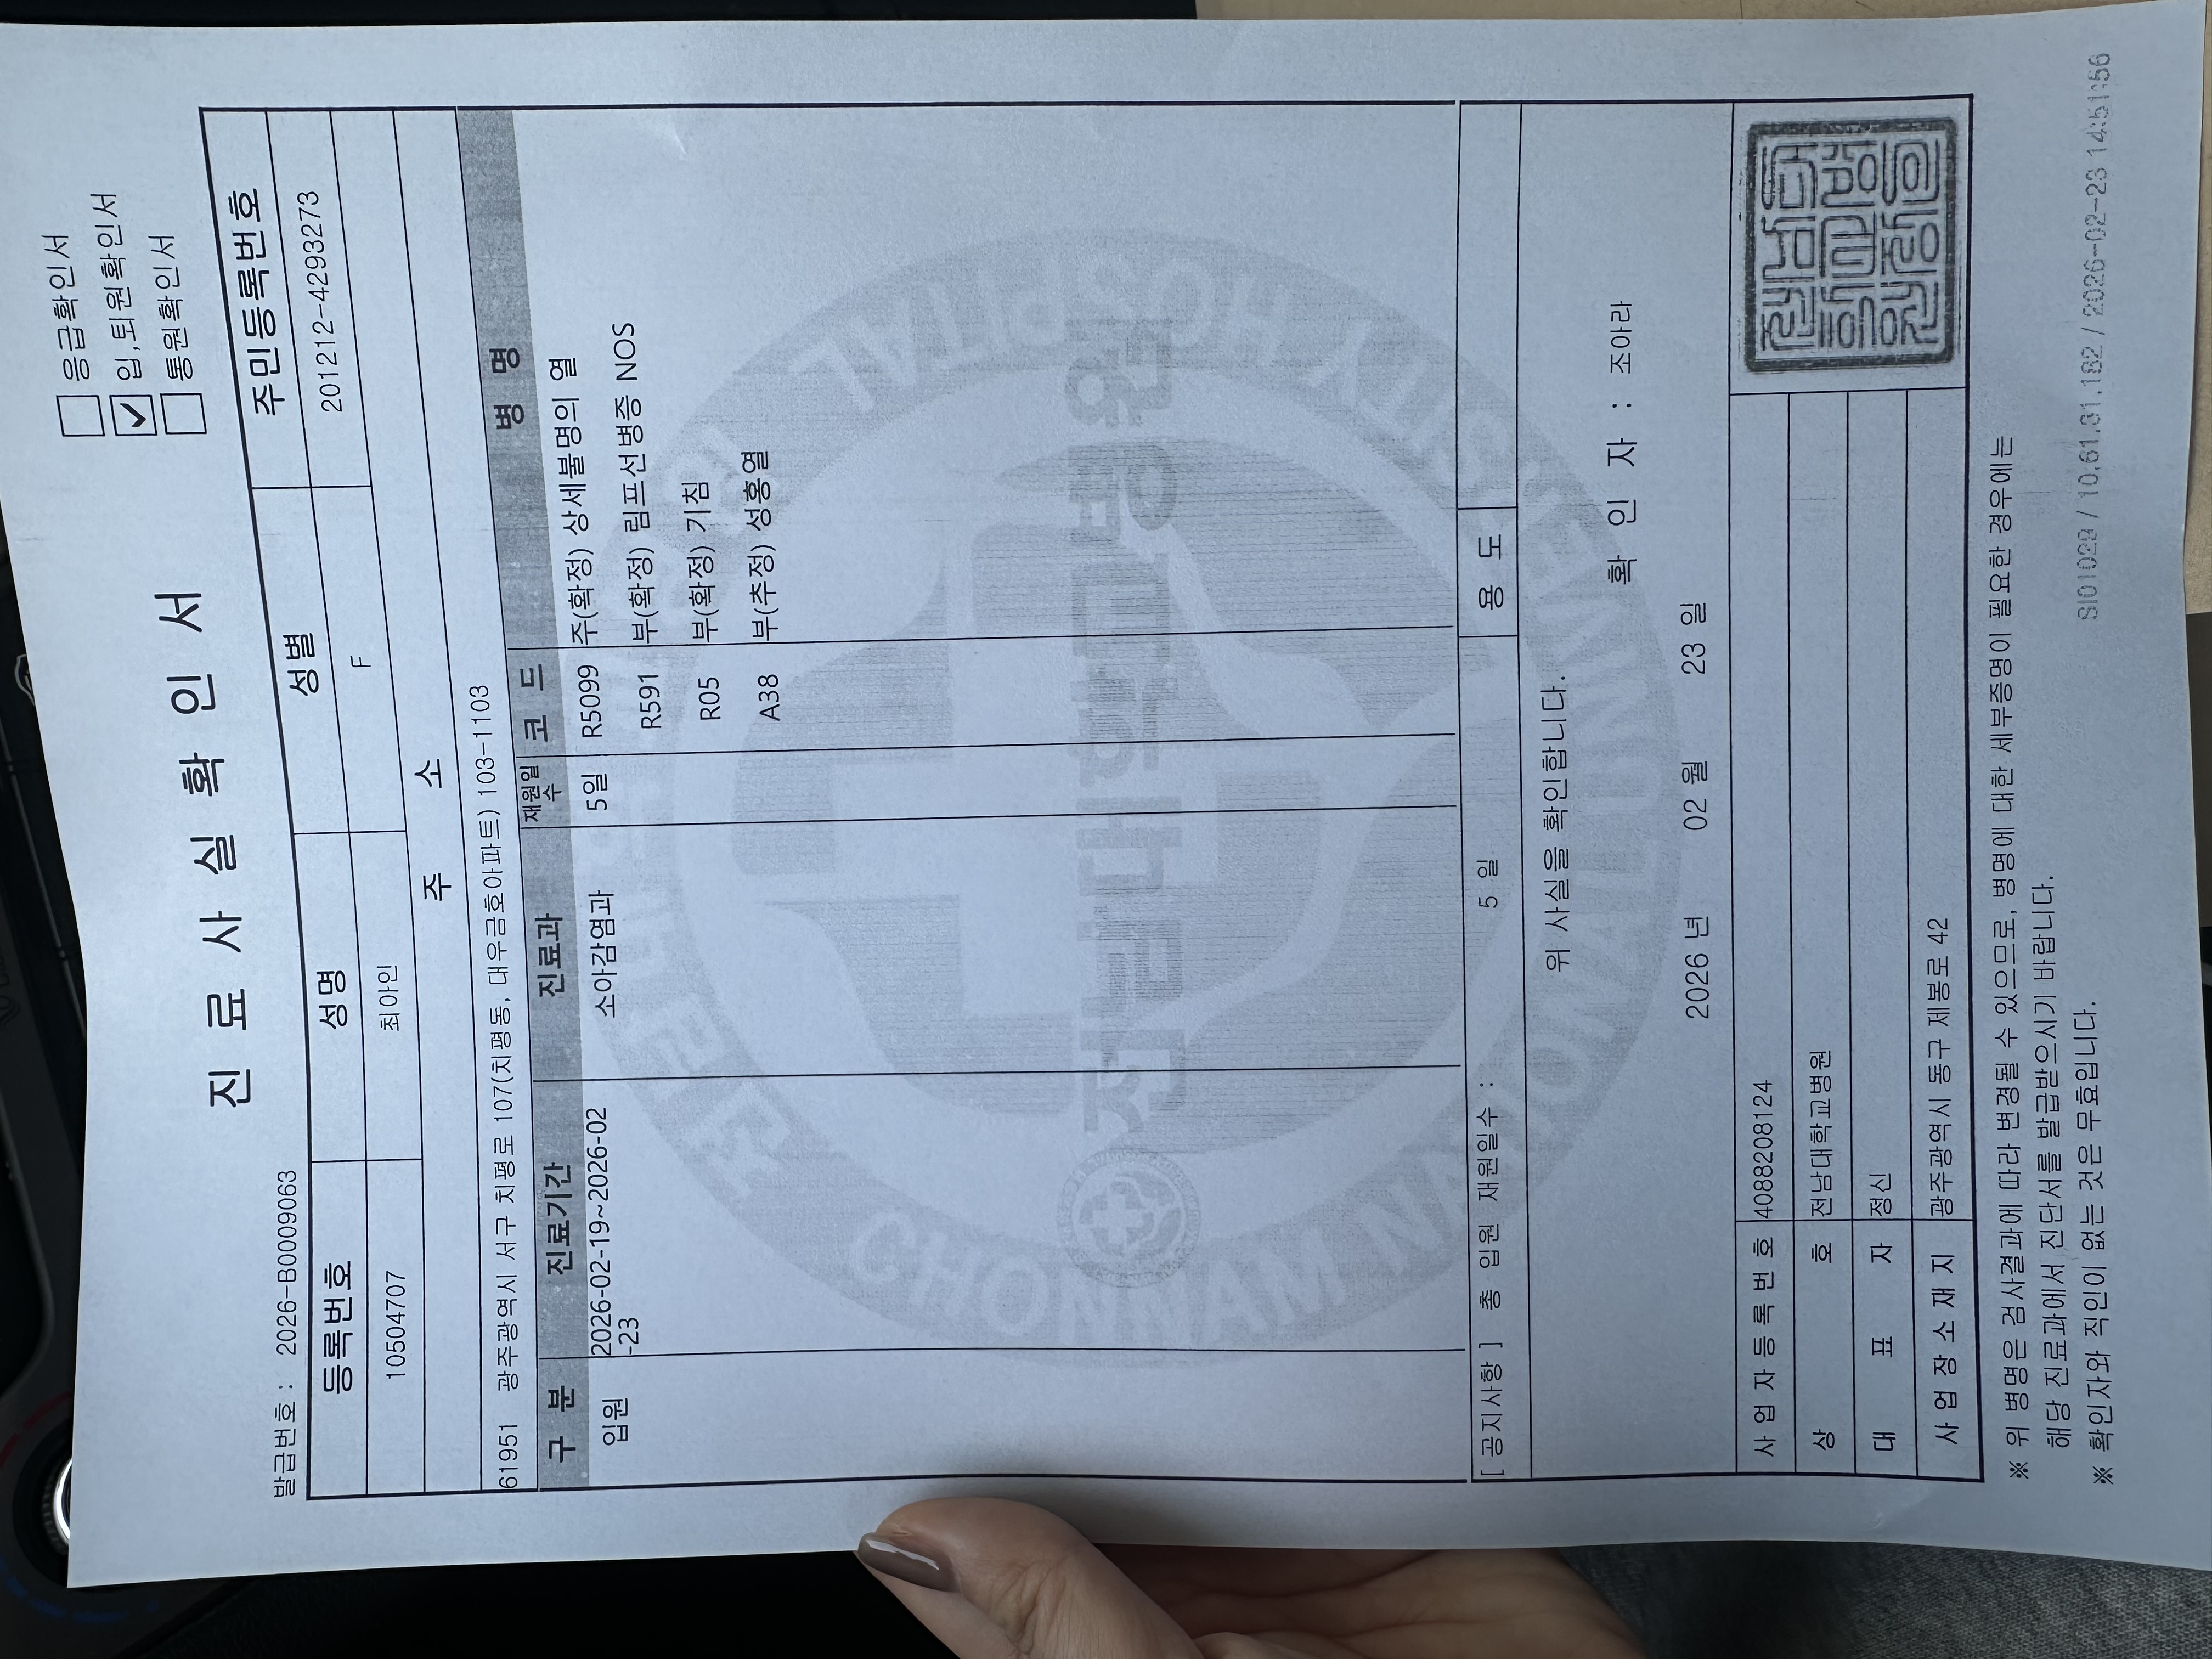 응급확인서
입,퇴원확인서
통원확인서
진 료 사 실 확 인 서
발급번호 : 2026-B0009063
등록번호 성명 성별 주민등록번호
10504707 최아인 F 201212-4293273
주 소
61951 광주광역시 서구 치평로 107(치평동, 대우금호아파트) 103-1103
구 분 진료기간 진료과 재원일수 코 드 병 명
입원 2026-02-19~2026-02-23 소아감염과 5일 R5099 주(확정) 상세불명의 열
R591 부(확정) 림프선병증 NOS
R05 부(확정) 기침
A38 부(추정) 성홍열
CHONNAM NATIONAL UNIVERSITY HOSPITAL
전남대학교병원
[ 공지사항 ] 총 입원 재원일수 : 5 일 용 도
위 사실을 확인합니다.
확 인 자 : 조아라
2026 년 02 월 23 일
사 업 자 등 록 번 호 4088208124
상 호 전남대학교병원
대 표 자 정신
사 업 장 소 재 지 광주광역시 동구 제봉로 42
※ 위 병명은 검사결과에 따라 변경될 수 있으므로, 병명에 대한 세부증명이 필요한 경우에는
해당 진료과에서 진단서를 발급받으시기 바랍니다.
※ 확인자와 직인이 없는 것은 무효입니다.
SI01029 / 10.61.31.182 / 2026-02-23 14:51:56